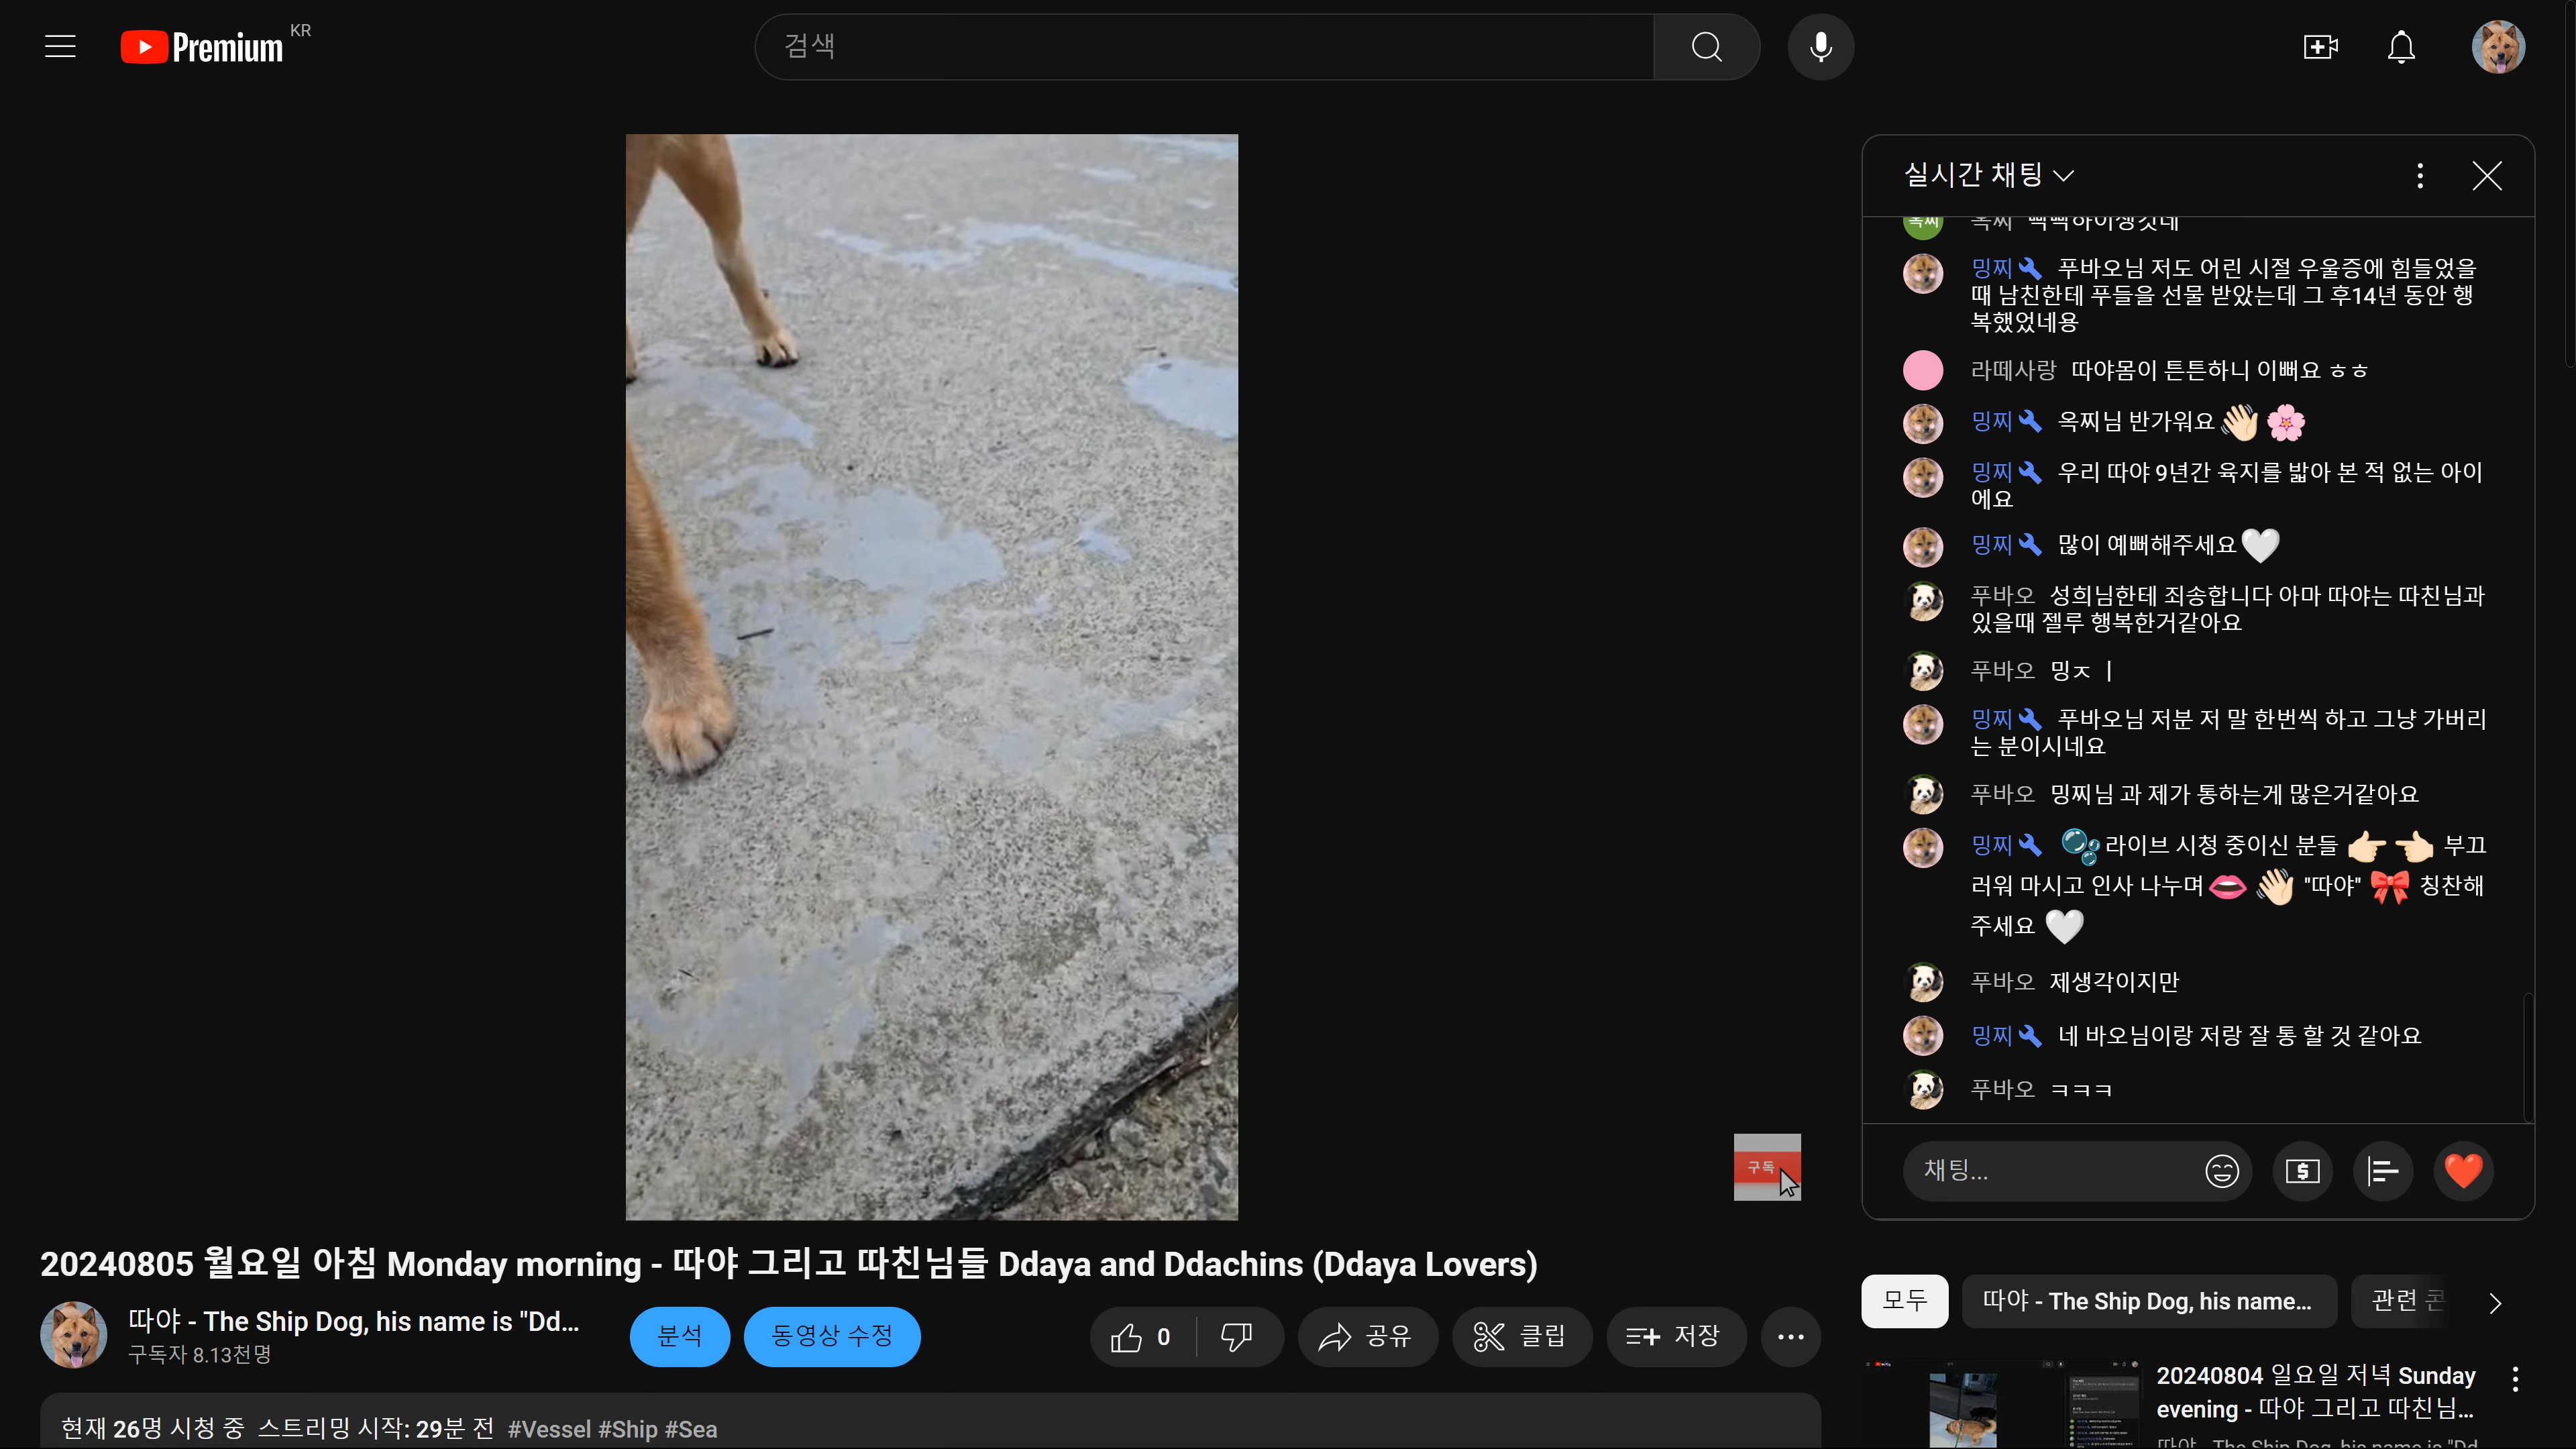 Premium KR
검색
실시간 채팅
옥찌 빡빡하이생깃네
밍찌 푸바오님 저도 어린 시절 우울증에 힘들었을
때 남친한테 푸들을 선물 받았는데 그 후14년 동안 행
복했었네용
라떼사랑 따야몸이 튼튼하니 이뻐요 ㅎㅎ
밍찌 옥찌님 반가워요👋🏻🌸
밍찌 우리 따야 9년간 육지를 밟아 본 적 없는 아이
에요
밍찌 많이 예뻐해주세요🤍
푸바오 성희님한테 죄송합니다 아마 따야는 따친님과
있을때 젤루 행복한거같아요
푸바오 밍ㅈㅣ
밍찌 푸바오님 저분 저 말 한번씩 하고 그냥 가버리
는 분이시네요
푸바오 밍찌님 과 제가 통하는게 많은거같아요
밍찌 🫧라이브 시청 중이신 분들 👉🏻👈🏻 부끄
러워 마시고 인사 나누며👄 👋🏻 "따야" 🎀 칭찬해
주세요 🤍
푸바오 제생각이지만
밍찌 네 바오님이랑 저랑 잘 통 할 것 같아요
푸바오 ㅋㅋㅋ
채팅...
구독
20240805 월요일 아침 Monday morning - 따야 그리고 따친님들 Ddaya and Ddachins (Ddaya Lovers)
따야 - The Ship Dog, his name is "Dd...
구독자 8.13천명
분석
동영상 수정
0
공유
클립
저장
현재 26명 시청 중 스트리밍 시작: 29분 전 #Vessel #Ship #Sea
모두
따야 - The Ship Dog, his name...
관련
20240804 일요일 저녁 Sunday
evening - 따야 그리고 따친님...